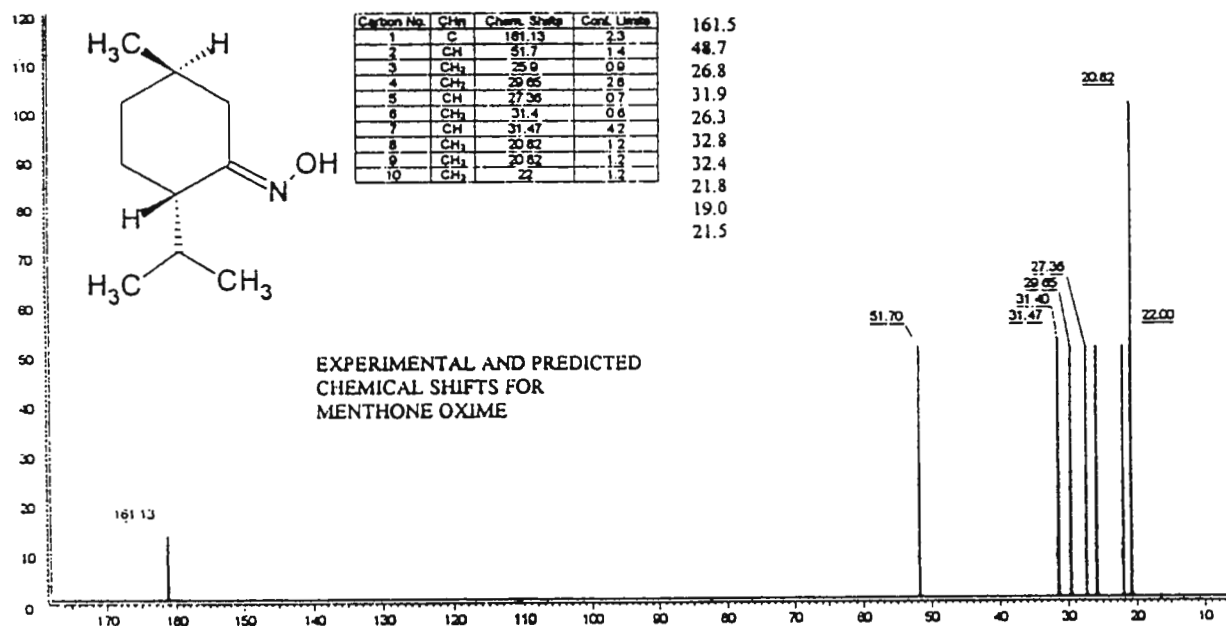 Carbon No. CHn Chem. Shifts Conf. Limits
1 C 161.13 2.3
2 CH 51.7 1.4
3 CH₂ 25.9 0.9
4 CH₂ 29.65 2.6
5 CH 27.36 0.7
6 CH₂ 31.4 0.6
7 CH 31.47 4.2
8 CH₃ 20.82 1.2
9 CH₃ 20.82 1.2
10 CH₃ 22 1.2
161.5
48.7
26.8
31.9
26.3
32.8
32.4
21.8
19.0
21.5
H₃C
H
OH
N
H
H₃C
CH₃
EXPERIMENTAL AND PREDICTED
CHEMICAL SHIFTS FOR
MENTHONE OXIME
20.82
27.36
29.65
31.40
31.47
22.00
51.70
161.13
120
110
100
90
80
70
60
50
40
30
20
10
0
170 160 150 140 130 120 110 100 90 80 70 60 50 40 30 20 10